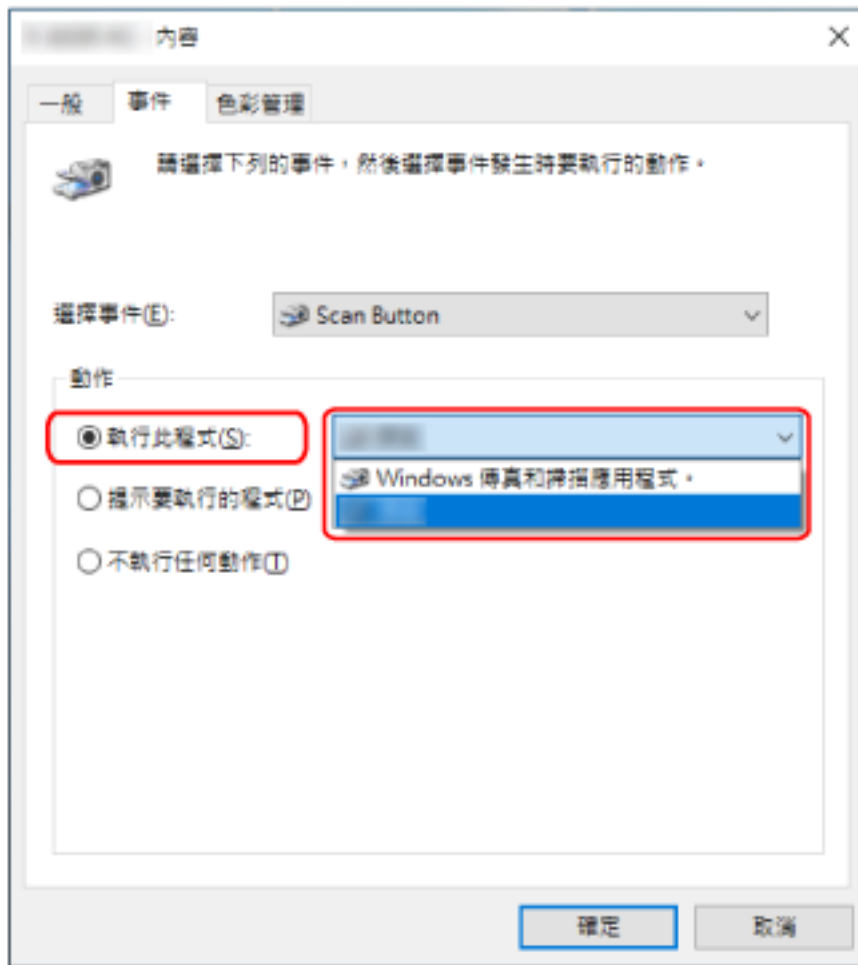 內容
一般 事件 色彩管理
請選擇下列的事件，然後選擇事件發生時要執行的動作。
選擇事件(E): Scan Button
動作
執行此程式(S):
Windows 傳真和掃描應用程式。
提示要執行的程式(P)
不執行任何動作(T)
確定 取消